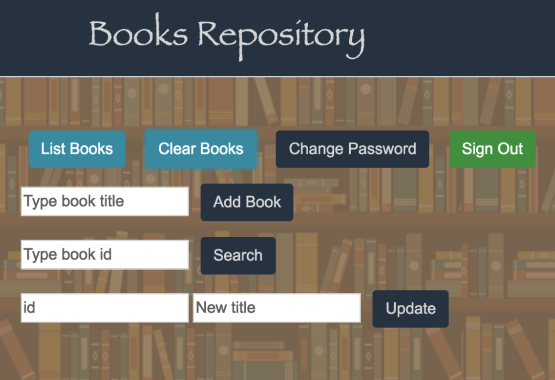 Books Repository
List Books Clear Books Change Password Sign Out
Type book title Add Book
Type book id Search
id New title Update